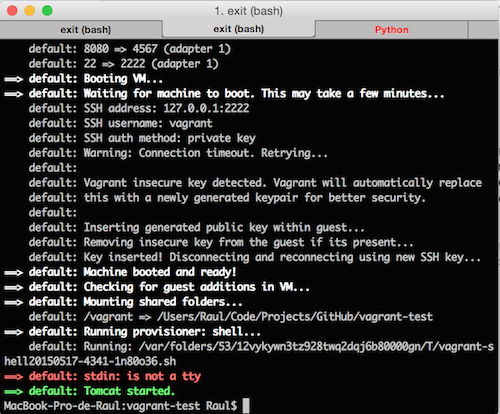 1. exit (bash)
exit (bash)
exit (bash)
Python
default: 8080 => 4567 (adapter 1)
default: 22 => 2222 (adapter 1)
==> default: Booting VM...
==> default: Waiting for machine to boot. This may take a few minutes...
default: SSH address: 127.0.0.1:2222
default: SSH username: vagrant
default: SSH auth method: private key
default: Warning: Connection timeout. Retrying...
default:
default: Vagrant insecure key detected. Vagrant will automatically replace
default: this with a newly generated keypair for better security.
default:
default: Inserting generated public key within guest...
default: Removing insecure key from the guest if its present...
default: Key inserted! Disconnecting and reconnecting using new SSH key...
==> default: Machine booted and ready!
==> default: Checking for guest additions in VM...
==> default: Mounting shared folders...
default: /vagrant => /Users/Raul/Code/Projects/GitHub/vagrant-test
==> default: Running provisioner: shell...
default: Running: /var/folders/53/12vykywn3tz928twq2dqj6b80000gn/T/vagrant-s
hell20150517-4341-1n80o36.sh
==> default: stdin: is not a tty
==> default: Tomcat started.
MacBook-Pro-de-Raul:vagrant-test Raul$